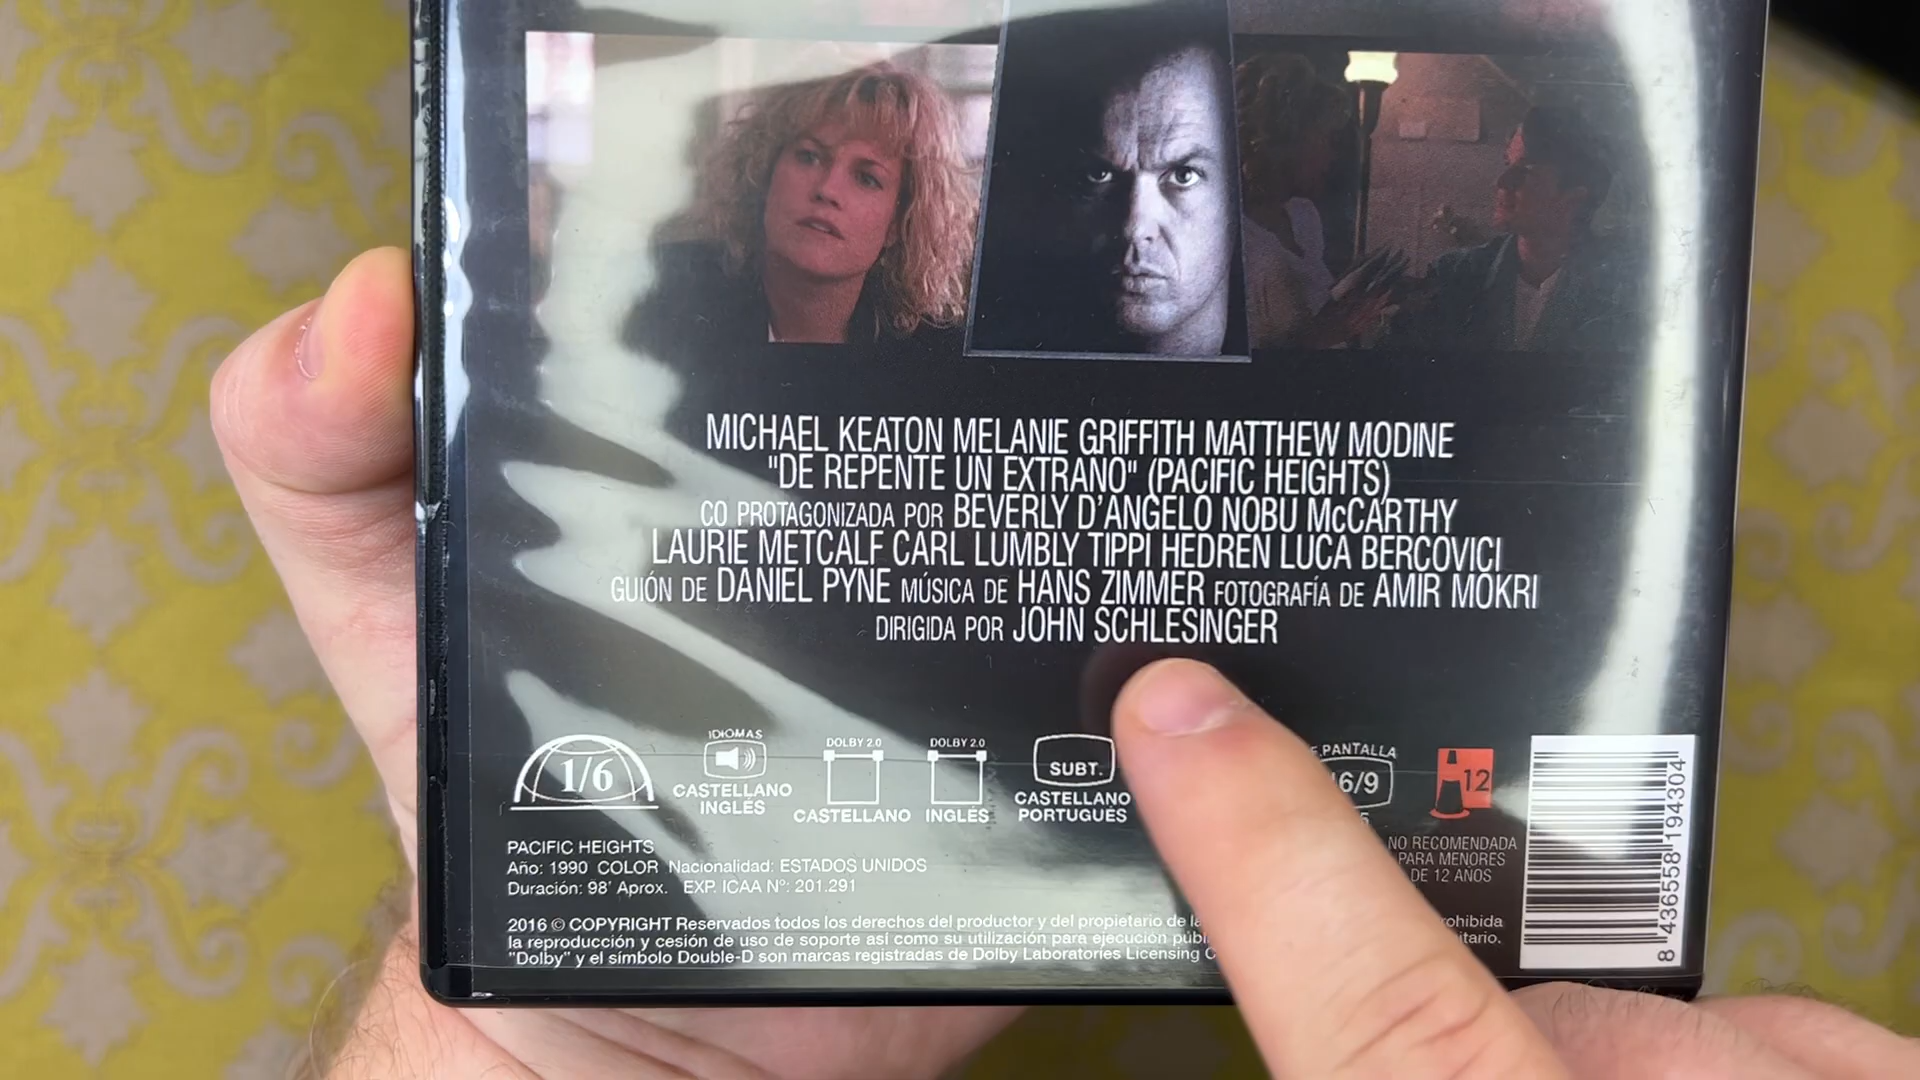 MICHAEL KEATON MELANIE GRIFFITH MATTHEW MODINE
"DE REPENTE UN EXTRANO" (PACIFIC HEIGHTS)
CO PROTAGONIZADA POR BEVERLY D'ANGELO NOBU McCARTHY
LAURIE METCALF CARL LUMBLY TIPPI HEDREN LUCA BERCOVICI
GUIÓN DE DANIEL PYNE MÚSICA DE HANS ZIMMER FOTOGRAFÍA DE AMIR MOKRI
DIRIGIDA POR JOHN SCHLESINGER
1/6
IDIOMAS
CASTELLANO
INGLÉS
DOLBY 2.0
CASTELLANO
DOLBY 2.0
INGLÉS
SUBT.
CASTELLANO
PORTUGUÉS
PANTALLA
6/9
12
NO RECOMENDADA
PARA MENORES
DE 12 ANOS
PACIFIC HEIGHTS
Año: 1990 COLOR Nacionalidad: ESTADOS UNIDOS
Duración: 98' Aprox. EXP. ICAA Nº: 201.291
2016 © COPYRIGHT Reservados todos los derechos del productor y del propietario de
la reproducción y cesión de uso de soporte así como su utilización para ejecución
"Dolby" y el símbolo Double-D son marcas registradas de Dolby Laboratories Licensing
8 436558 194304